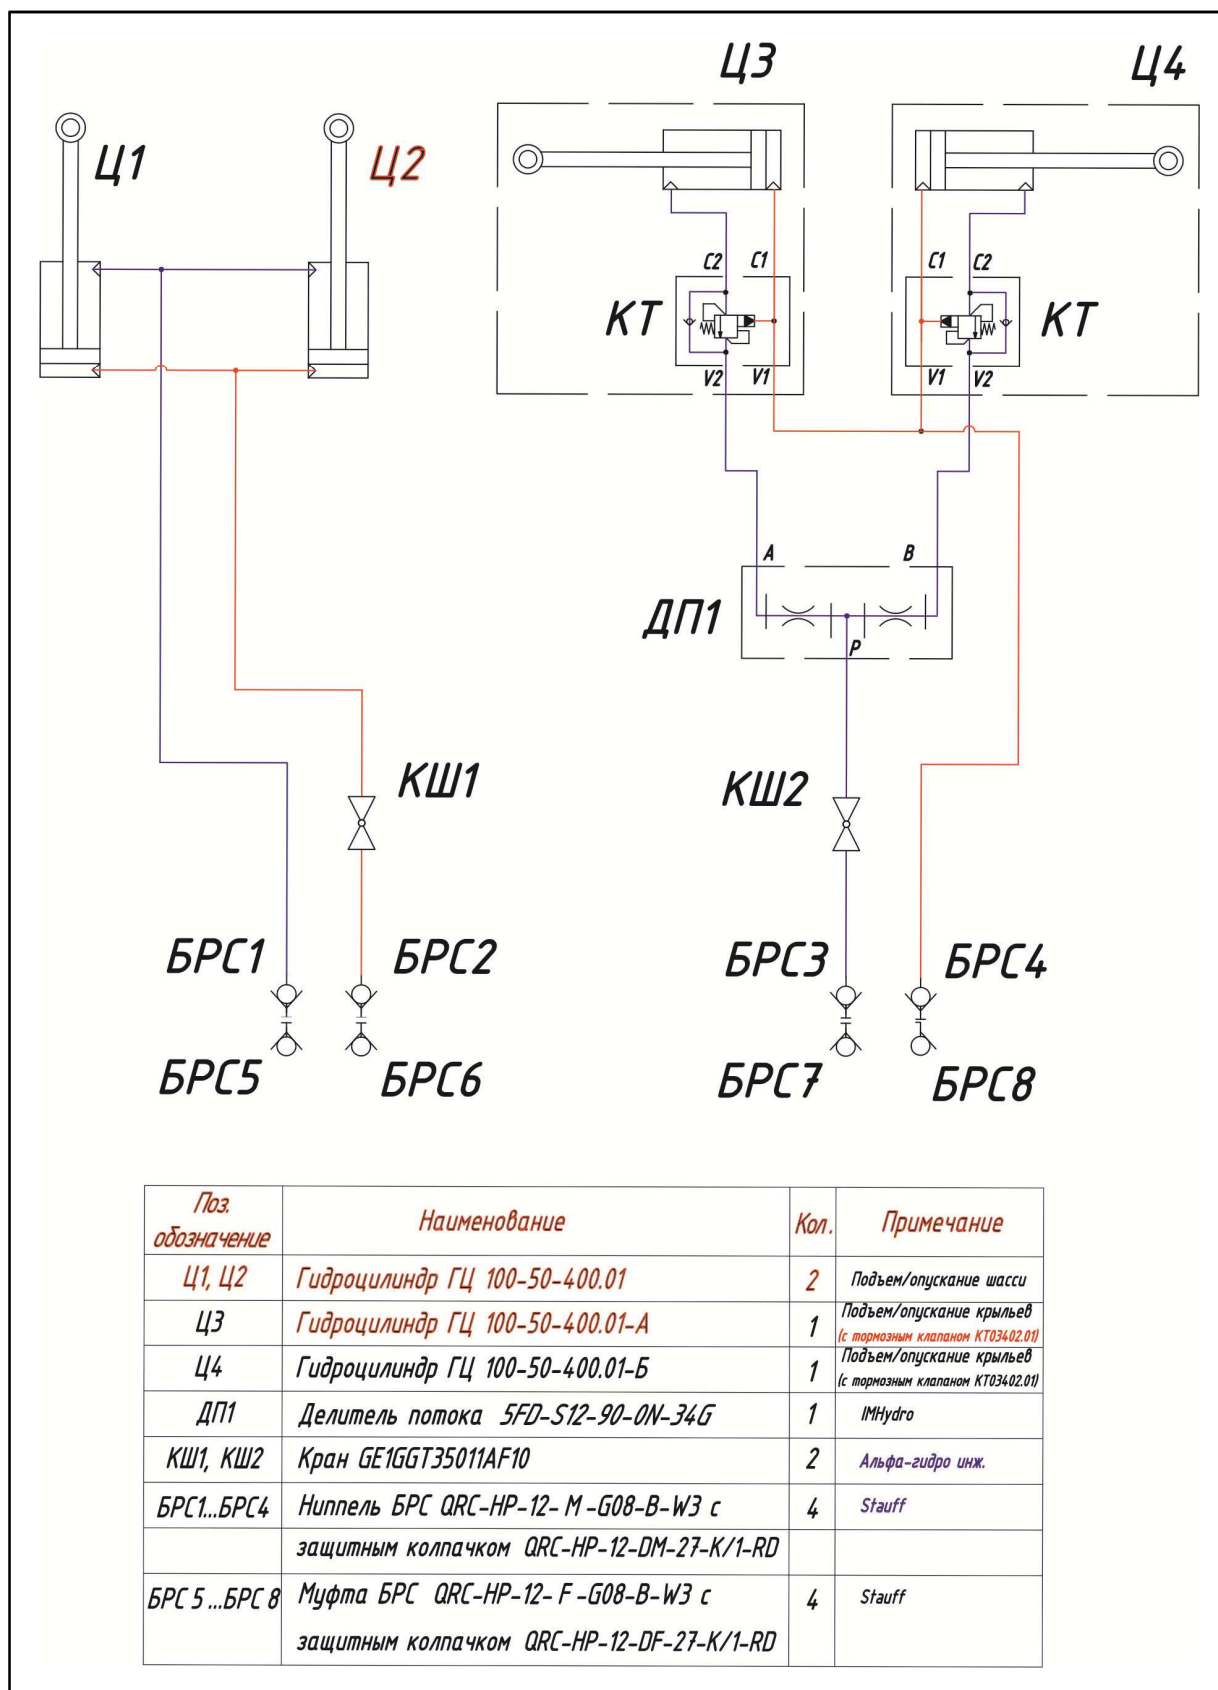 Ц3
Ц4
Ц1
Ц2
C2
C1
C1
C2
КТ
КТ
V2
V1
V1
V2
A
B
ДП1
P
КШ1
КШ2
БРС1
БРС2
БРС3
БРС4
БРС5
БРС6
БРС7
БРС8
Поз.
обозначение
Наименование
Кол.
Примечание
Ц1, Ц2
Гидроцилиндр ГЦ 100-50-400.01
2
Подъем/опускание шасси
Ц3
Гидроцилиндр ГЦ 100-50-400.01-А
1
Подъем/опускание крыльев
(с тормозным клапаном КТ03402.01)
Ц4
Гидроцилиндр ГЦ 100-50-400.01-Б
1
Подъем/опускание крыльев
(с тормозным клапаном КТ03402.01)
ДП1
Делитель потока 5FD-S12-90-0N-34G
1
IMHydro
КШ1, КШ2
Кран GE1GGT35011AF10
2
Альфа-гидро инж.
БРС1...БРС4
Ниппель БРС QRC-HP-12- M -G08-B-W3 с
4
Stauff
защитным колпачком QRC-HP-12-DM-27-K/1-RD
БРС 5 ...БРС 8
Муфта БРС QRC-HP-12- F -G08-B-W3 с
4
Stauff
защитным колпачком QRC-HP-12-DF-27-K/1-RD